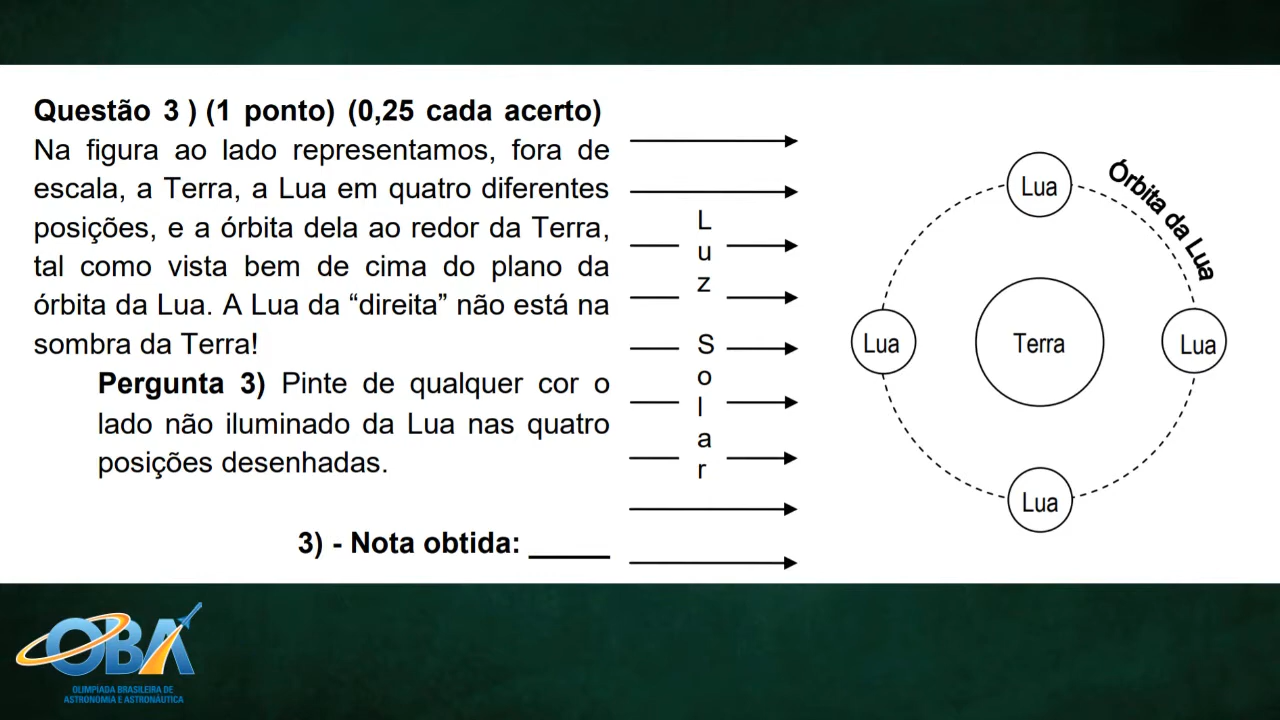 Questão 3 ) (1 ponto) (0,25 cada acerto)
Na figura ao lado representamos, fora de
escala, a Terra, a Lua em quatro diferentes
posições, e a órbita dela ao redor da Terra,
tal como vista bem de cima do plano da
órbita da Lua. A Lua da “direita” não está na
sombra da Terra!
Pergunta 3) Pinte de qualquer cor o
lado não iluminado da Lua nas quatro
posições desenhadas.
3) - Nota obtida: _____
Luz Solar
Lua
Órbita da Lua
Lua
Terra
Lua
Lua
OBA
OLIMPÍADA BRASILEIRA DE
ASTRONOMIA E ASTRONÁUTICA